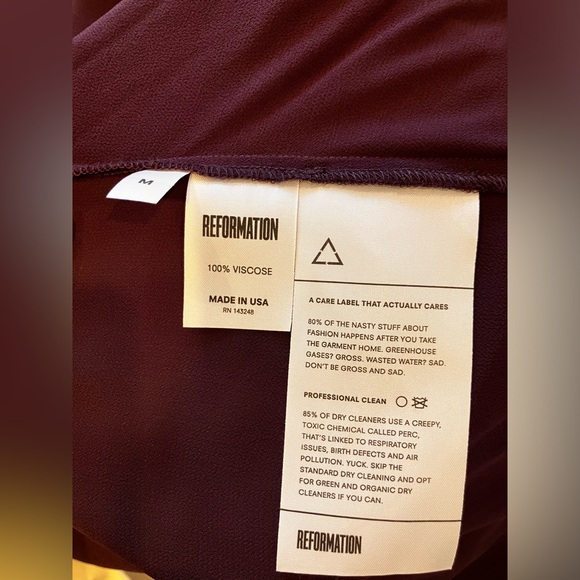 M
REFORMATION
100% VISCOSE
MADE IN USA
RN 143248
A CARE LABEL THAT ACTUALLY CARES
80% OF THE NASTY STUFF ABOUT
FASHION HAPPENS AFTER YOU TAKE
THE GARMENT HOME. GREENHOUSE
GASES? GROSS. WASTED WATER? SAD.
DON'T BE GROSS AND SAD.
PROFESSIONAL CLEAN
85% OF DRY CLEANERS USE A CREEPY,
TOXIC CHEMICAL CALLED PERC,
THAT'S LINKED TO RESPIRATORY
ISSUES, BIRTH DEFECTS AND AIR
POLLUTION. YUCK. SKIP THE
STANDARD DRY CLEANING AND OPT
FOR GREEN AND ORGANIC DRY
CLEANERS IF YOU CAN.
REFORMATION